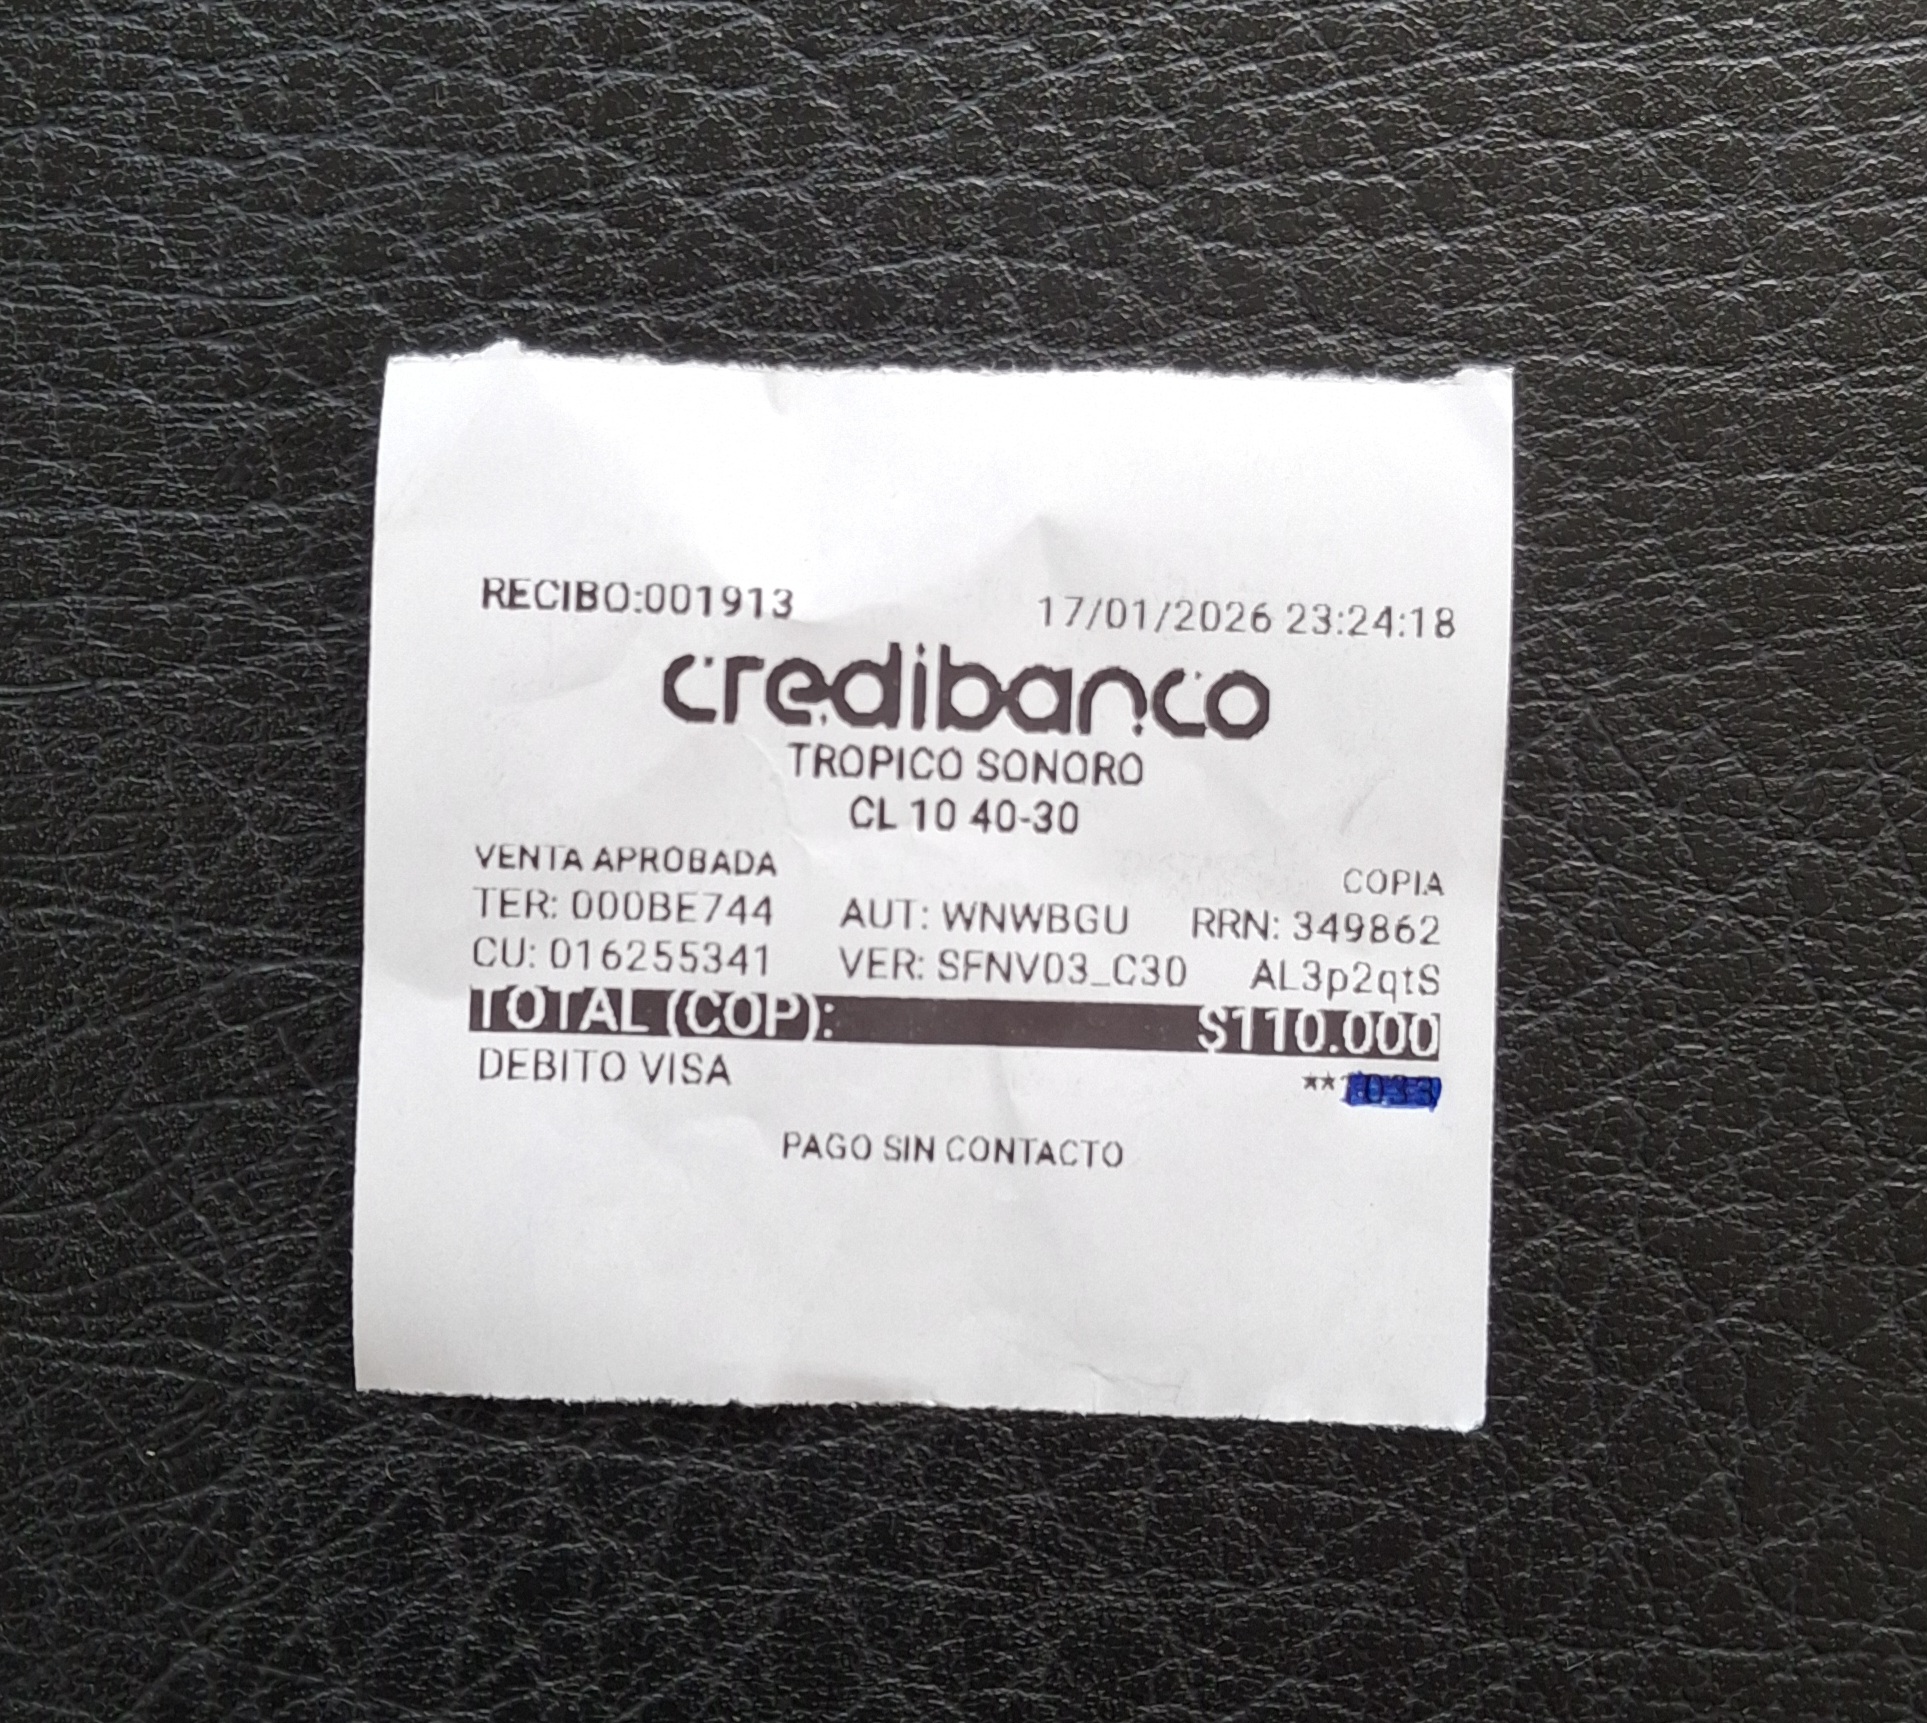 RECIBO:001913 17/01/2026 23:24:18
credibanco
TROPICO SONORO
CL 10 40-30
VENTA APROBADA COPIA
TER: 000BE744 AUT: WNWBGU RRN: 349862
CU: 016255341 VER: SFNV03_C30 AL3p2qtS
TOTAL (COP): $110.000
DEBITO VISA **
PAGO SIN CONTACTO